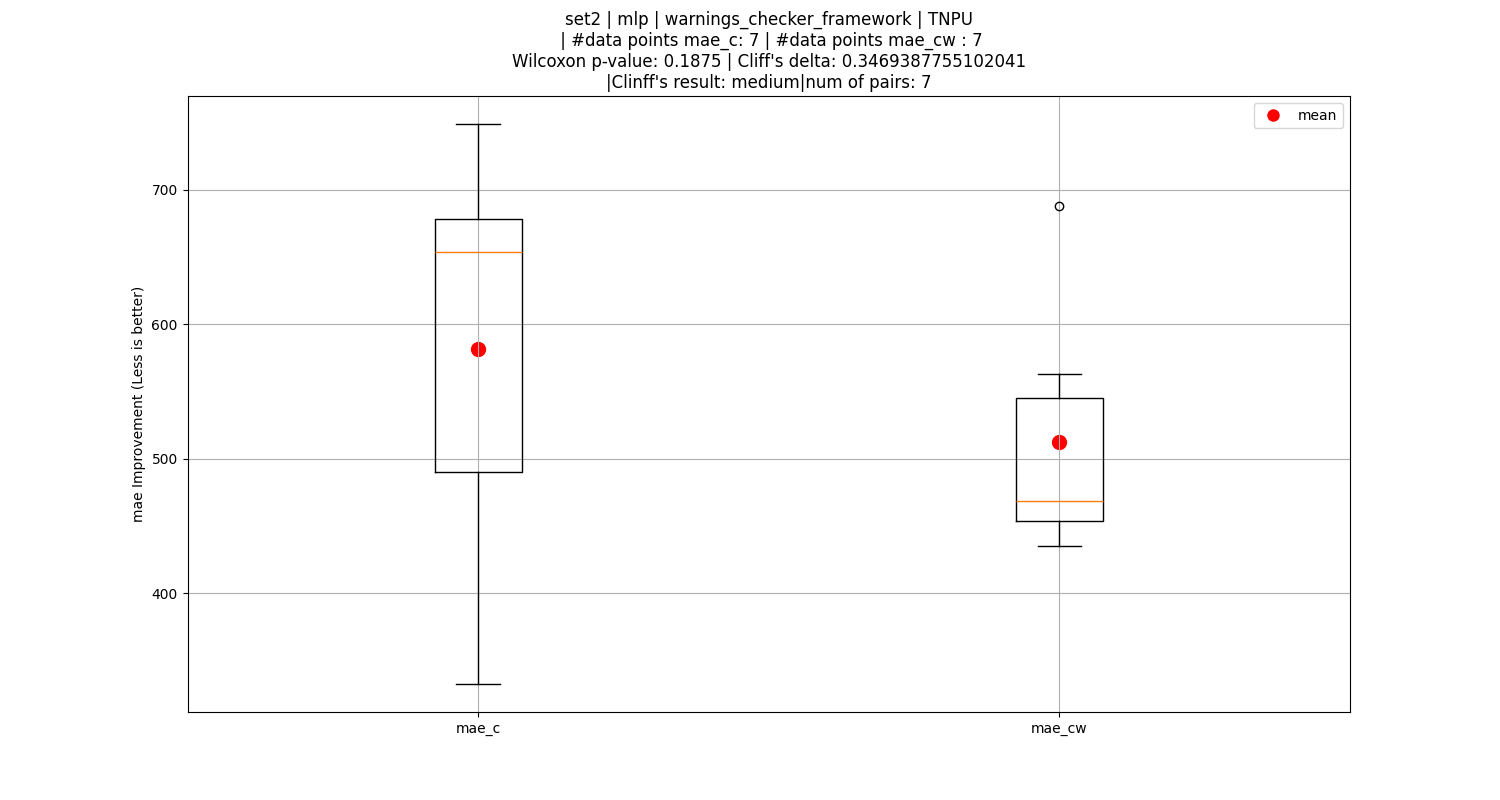 set2 | mlp | warnings_checker_framework | TNPU
| #data points mae_c: 7 | #data points mae_cw : 7
Wilcoxon p-value: 0.1875 | Cliff's delta: 0.3469387755102041
|Clinff's result: medium|num of pairs: 7
mean
mae Improvement (Less is better)
700
600
500
400
mae_c
mae_cw